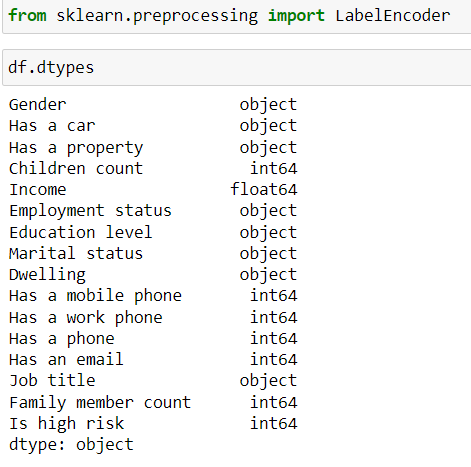 from sklearn.preprocessing import LabelEncoder
df.dtypes
Gender object
Has a car object
Has a property object
Children count int64
Income float64
Employment status object
Education level object
Marital status object
Dwelling object
Has a mobile phone int64
Has a work phone int64
Has a phone int64
Has an email int64
Job title object
Family member count int64
Is high risk int64
dtype: object